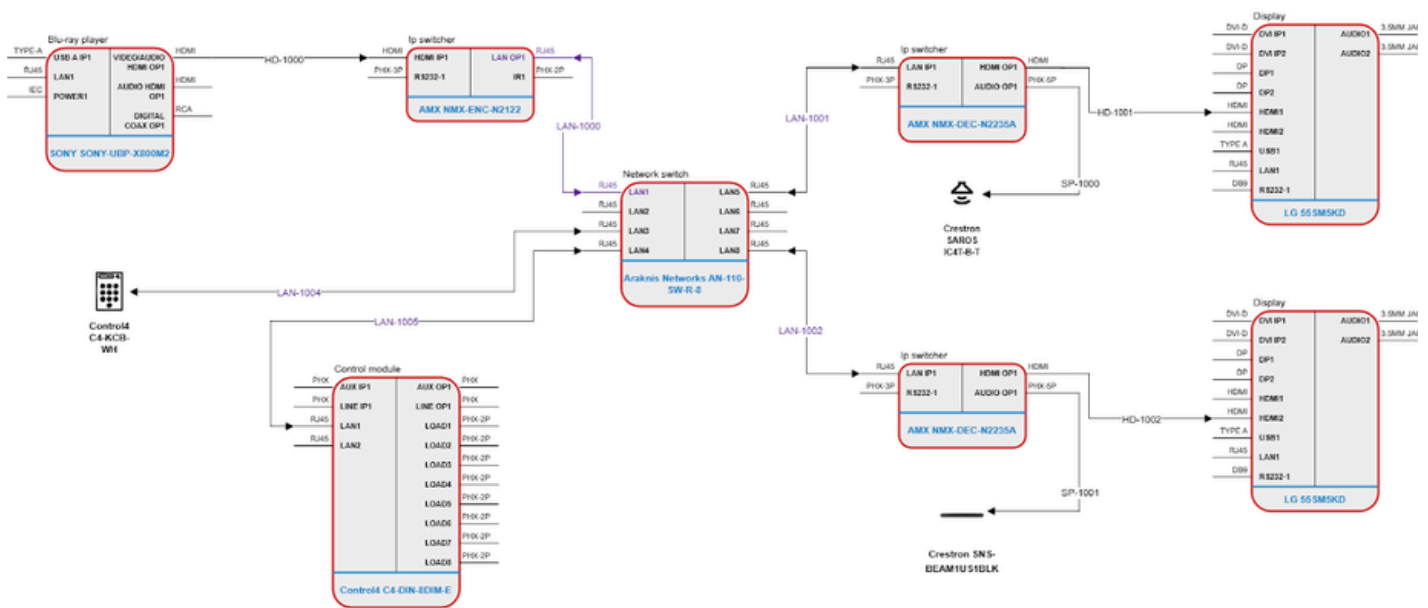 Blu-ray player
TYPE-A
USB A IP1
VIDEO/AUDIO
HDMI OP1
HDMI
RJ45
LAN1
AUDIO HDMI
OP1
HDMI
IEC
POWER1
DIGITAL
COAX OP1
RCA
SONY SONY-UBP-X800M2
HD-1000
Ip switcher
HDMI
HDMI IP1
LAN OP1
RJ45
PHX-3P
RS232-1
IR1
PHX-2P
AMX NMX-ENC-N2122
LAN-1000
Network switch
RJ45
LAN1
LAN5
RJ45
RJ45
LAN2
LAN6
RJ45
RJ45
LAN3
LAN7
RJ45
RJ45
LAN4
LAN8
RJ45
Araknis Networks AN-110-
SW-R-8
LAN-1001
LAN-1002
LAN-1004
LAN-1005
Control4
C4-KCB-
WH
Control module
PHX
AUX IP1
AUX OP1
PHX
PHX
LINE IP1
LINE OP1
PHX
RJ45
LAN1
LOAD1
PHX-2P
RJ45
LAN2
LOAD2
PHX-2P
LOAD3
PHX-2P
LOAD4
PHX-2P
LOAD5
PHX-2P
LOAD6
PHX-2P
LOAD7
PHX-2P
LOAD8
PHX-2P
Control4 C4-DIN-8DIM-E
Ip switcher
RJ45
LAN IP1
HDMI OP1
HDMI
PHX-3P
RS232-1
AUDIO OP1
PHX-5P
AMX NMX-DEC-N2235A
HD-1001
SP-1000
Crestron
SAROS
IC4T-B-T
Display
DVI-D
DVI IP1
AUDIO1
3.5MM JA
DVI-D
DVI IP2
AUDIO2
3.5MM JA
DP
DP1
DP
DP2
HDMI
HDMI1
HDMI
HDMI2
TYPE A
USB1
RJ45
LAN1
DB9
RS232-1
LG 55SM5KD
Ip switcher
RJ45
LAN IP1
HDMI OP1
HDMI
PHX-3P
RS232-1
AUDIO OP1
PHX-5P
AMX NMX-DEC-N2235A
HD-1002
SP-1001
Crestron SNS-
BEAM1US1BLK
Display
DVI-D
DVI IP1
AUDIO1
3.5MM JA
DVI-D
DVI IP2
AUDIO2
3.5MM JA
DP
DP1
DP
DP2
HDMI
HDMI1
HDMI
HDMI2
TYPE A
USB1
RJ45
LAN1
DB9
RS232-1
LG 55SM5KD